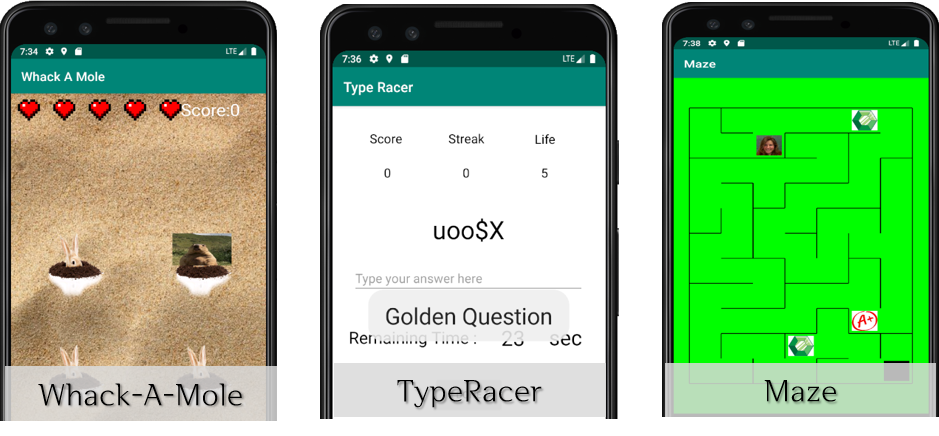 7:34 LTE
Whack A Mole
Score:0
Whack-A-Mole
7:36 LTE
Type Racer
Score Streak Life
0 0 5
uoo$X
Type your answer here
Golden Question
Remaining Time : 23 sec
TypeRacer
7:38 LTE
Maze
A+
Maze